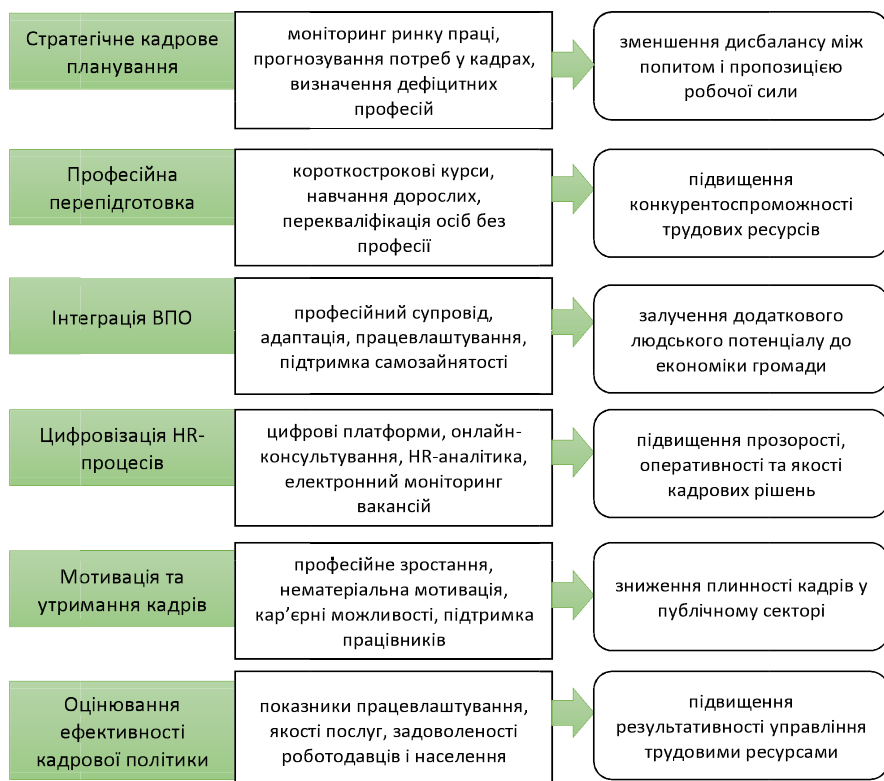 Стратегічне кадрове
планування
моніторинг ринку праці,
прогнозування потреб у кадрах,
визначення дефіцитних
професій
зменшення дисбалансу між
попитом і пропозицією
робочої сили
Професійна
перепідготовка
короткострокові курси,
навчання дорослих,
перекваліфікація осіб без
професії
підвищення
конкурентоспроможності
трудових ресурсів
Інтеграція ВПО
професійний супровід,
адаптація, працевлаштування,
підтримка самозайнятості
залучення додаткового
людського потенціалу до
економіки громади
Цифровізація HR-
процесів
цифрові платформи, онлайн-
консультування, HR-аналітика,
електронний моніторинг
вакансій
підвищення прозорості,
оперативності та якості
кадрових рішень
Мотивація та
утримання кадрів
професійне зростання,
нематеріальна мотивація,
кар’єрні можливості, підтримка
працівників
зниження плинності кадрів у
публічному секторі
Оцінювання
ефективності
кадрової політики
показники працевлаштування,
якості послуг, задоволеності
роботодавців і населення
підвищення
результативності управління
трудовими ресурсами